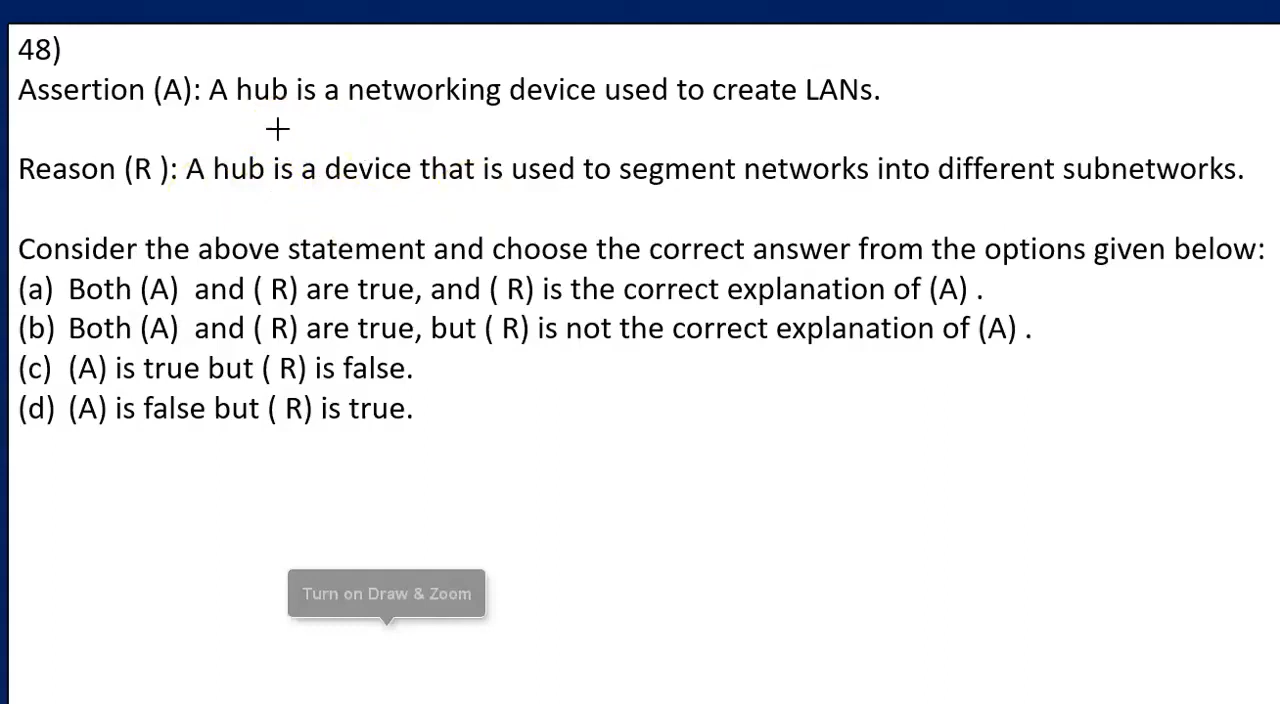 48)
Assertion (A): A hub is a networking device used to create LANs.
Reason (R ): A hub is a device that is used to segment networks into different subnetworks.
Consider the above statement and choose the correct answer from the options given below:
(a) Both (A) and ( R) are true, and ( R) is the correct explanation of (A) .
(b) Both (A) and ( R) are true, but ( R) is not the correct explanation of (A) .
(c) (A) is true but ( R) is false.
(d) (A) is false but ( R) is true.
Turn on Draw & Zoom